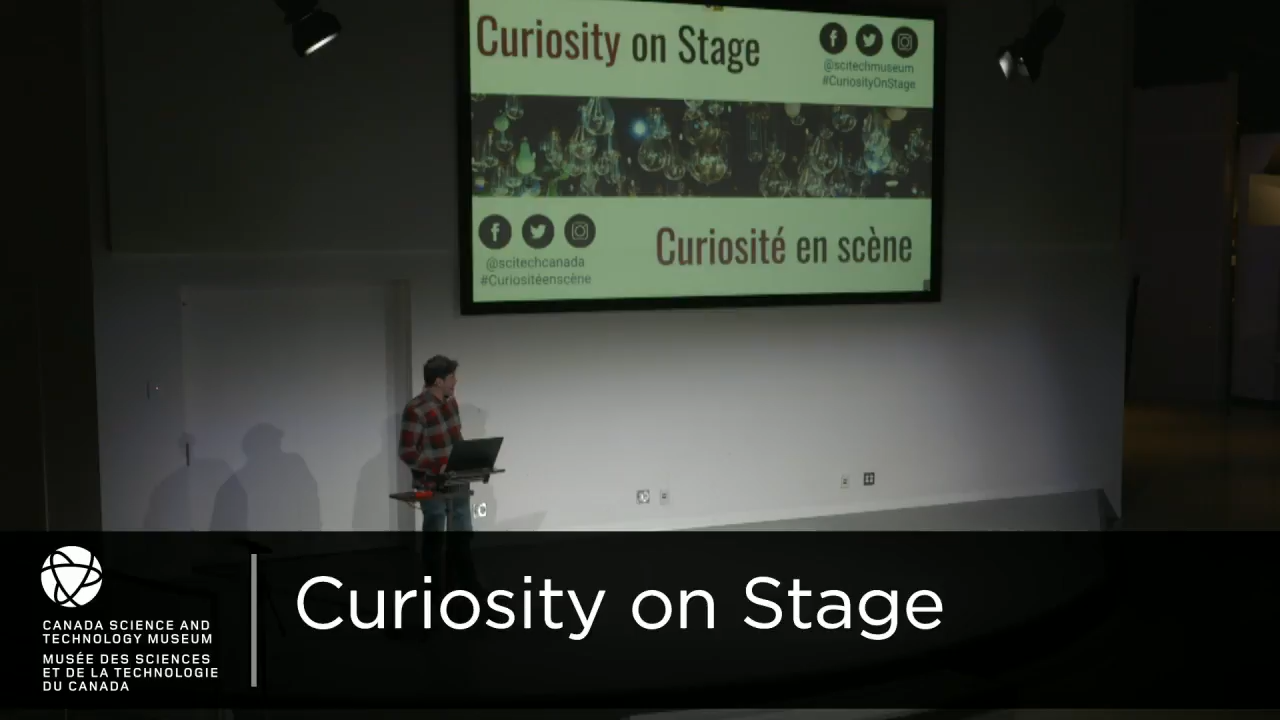 Curiosity on Stage
@scitechmuseum
#CuriosityOnStage
@scitechcanada
#Curiositéenscène
Curiosité en scène
CANADA SCIENCE AND
TECHNOLOGY MUSEUM
MUSÉE DES SCIENCES
ET DE LA TECHNOLOGIE
DU CANADA
Curiosity on Stage